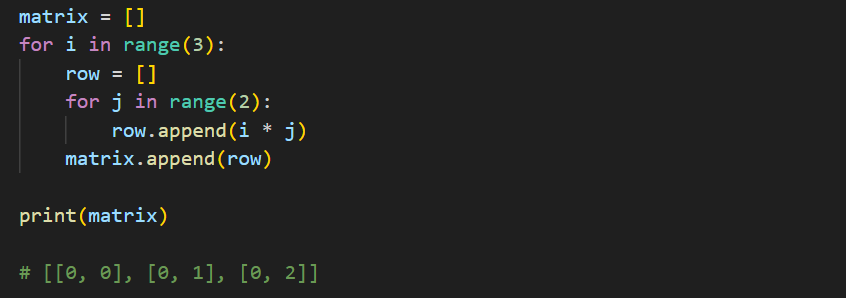 matrix = []
for i in range(3):
    row = []
    for j in range(2):
        row.append(i * j)
    matrix.append(row)

print(matrix)

# [[0, 0], [0, 1], [0, 2]]